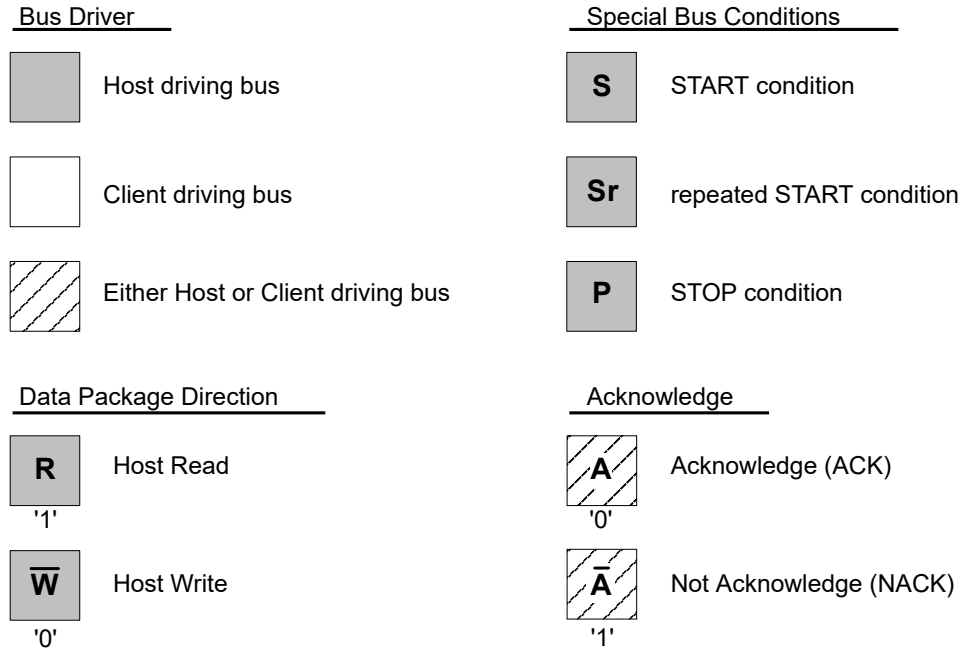 Bus Driver
Host driving bus
Client driving bus
Either Host or Client driving bus
Special Bus Conditions
S START condition
Sr repeated START condition
P STOP condition
Data Package Direction
R Host Read
'1'
W̅ Host Write
'0'
Acknowledge
A Acknowledge (ACK)
'0'
A̅ Not Acknowledge (NACK)
'1'